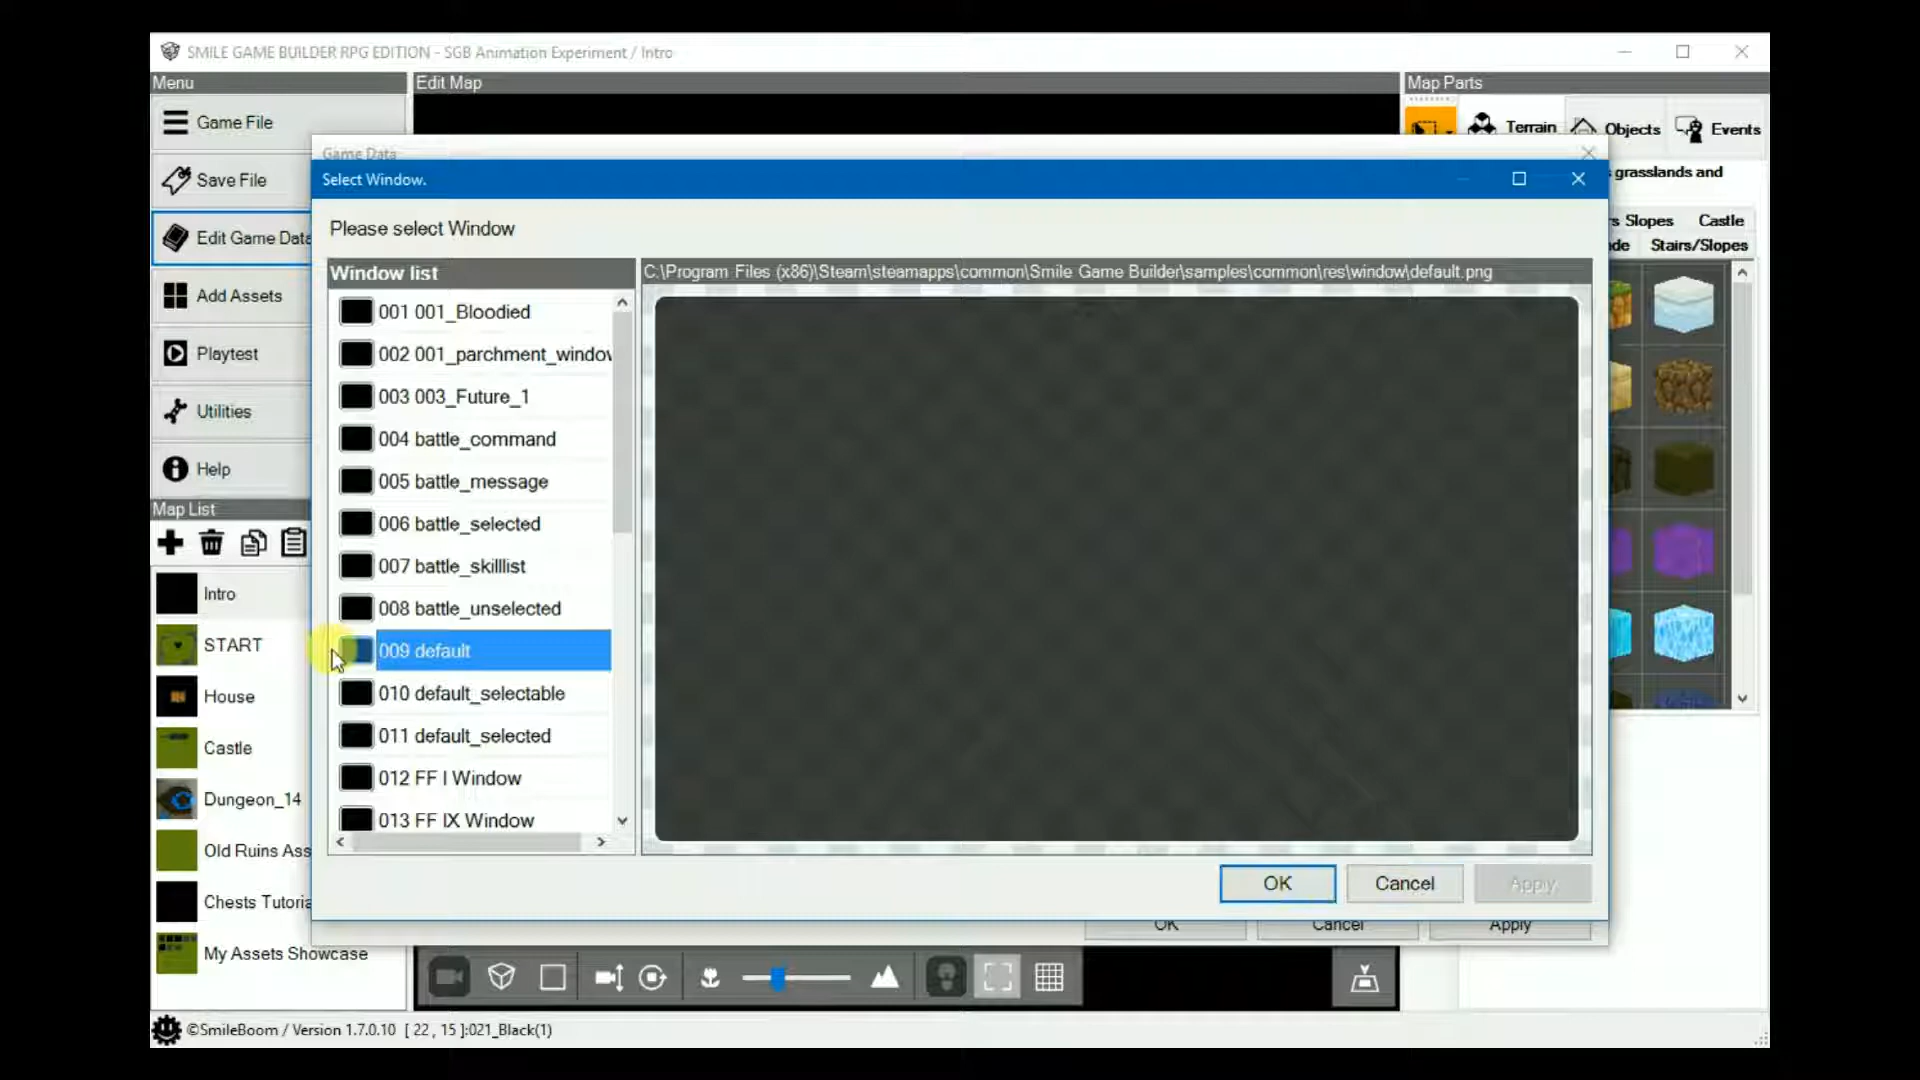 SMILE GAME BUILDER RPG EDITION - SGB Animation Experiment / Intro
Menu
Edit Map
Map Parts
Game File
Terrain
Objects
Events
Game Data
Save File
Select Window.
grasslands and
Please select Window
Slopes
Castle
Edit Game Data
Stairs/Slopes
Window list
C:\Program Files (x86)\Steam\steamapps\common\Smile Game Builder\samples\common\res\window\default.png
Add Assets
001 001_Bloodied
002 001_parchment_window
Playtest
003 003_Future_1
Utilities
004 battle_command
Help
005 battle_message
Map List
006 battle_selected
007 battle_skilllist
Intro
008 battle_unselected
START
009 default
House
010 default_selectable
Castle
011 default_selected
012 FF I Window
Dungeon_14
013 FF IX Window
Old Ruins Ass
OK
Cancel
Apply
Chests Tutoria
OK
Cancel
Apply
My Assets Showcase
©SmileBoom / Version 1.7.0.10 [ 22 , 15 ]:021_Black(1)